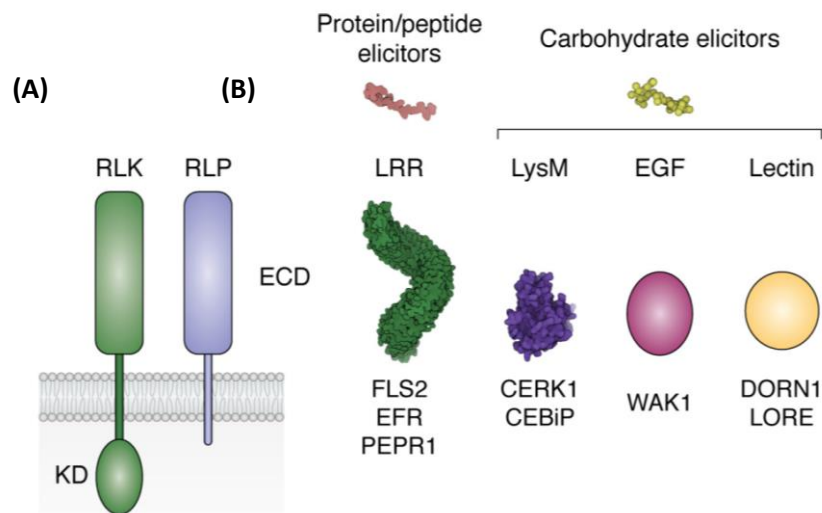 Protein/peptide
elicitors
Carbohydrate elicitors
(A)
(B)
RLK
RLP
LRR
LysM
EGF
Lectin
ECD
FLS2
EFR
PEPR1
CERK1
CEBiP
WAK1
DORN1
LORE
KD